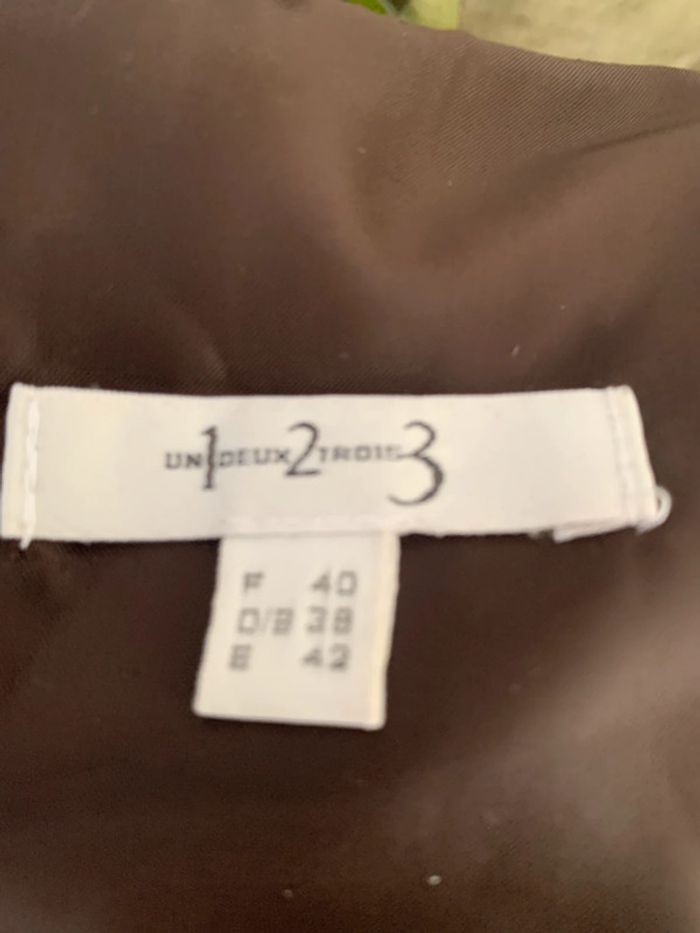 UN1DEUX2TROIS3
F 40
D/B 38
E 42